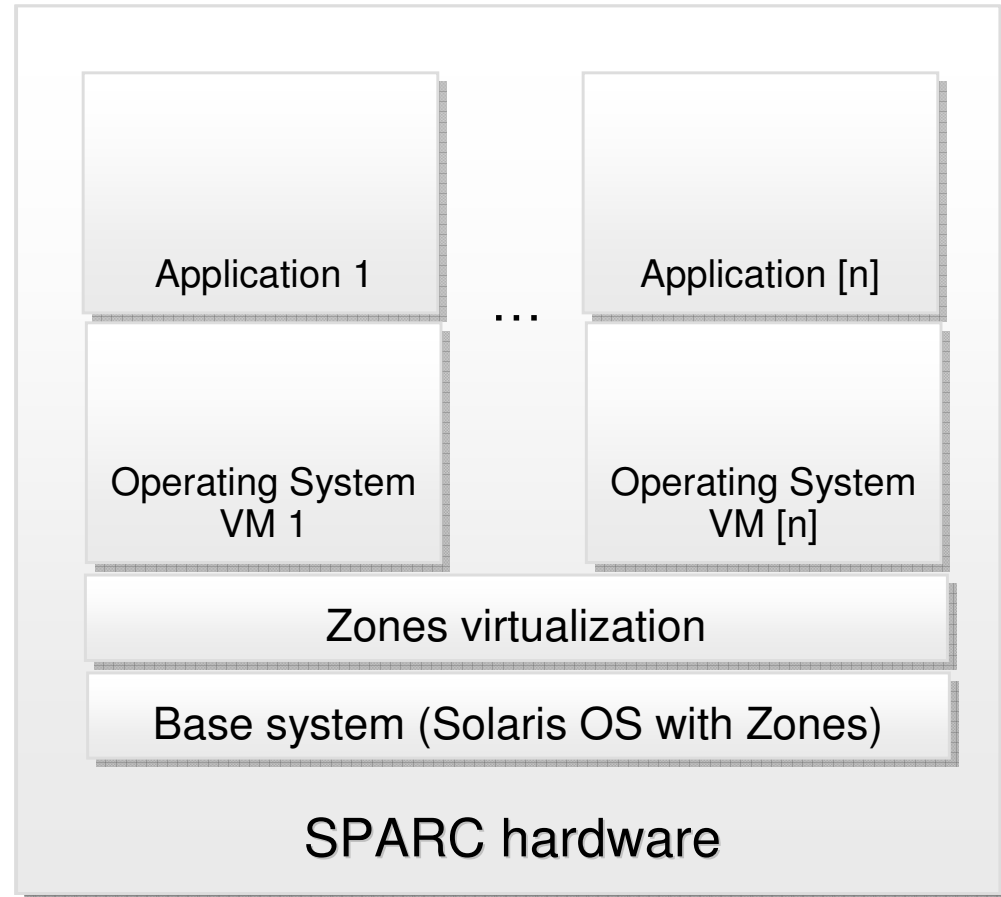 Application 1
Application [n]
...
Operating System
VM 1
Operating System
VM [n]
Zones virtualization
Base system (Solaris OS with Zones)
SPARC hardware